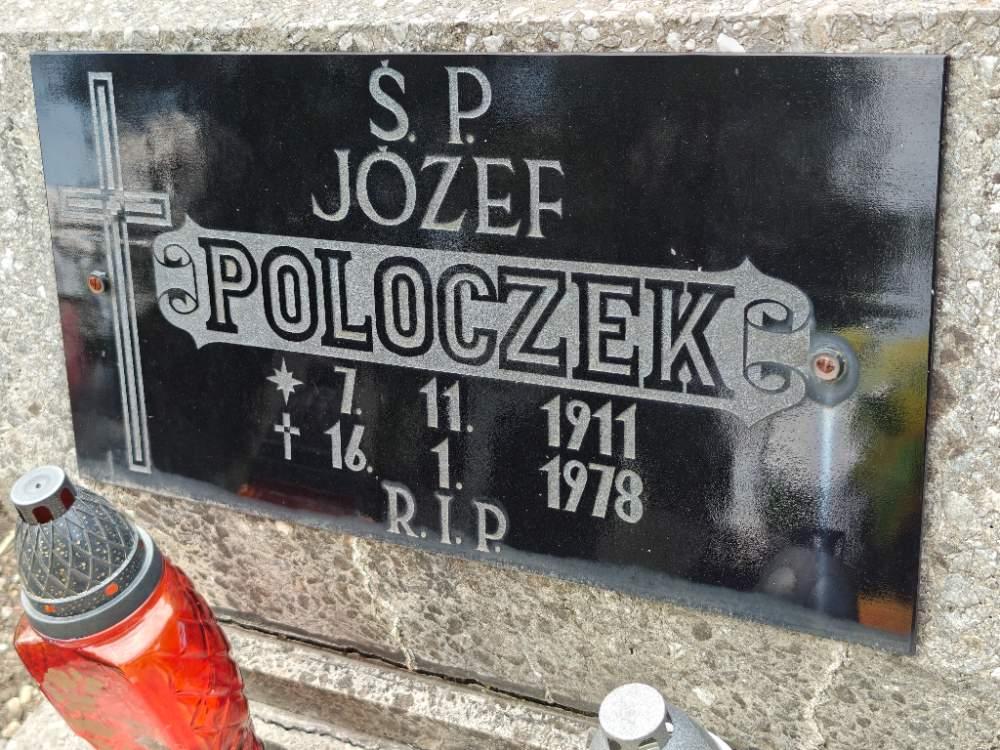 Ś. P.
JÓZEF
POLOCZEK
7. 11. 1911
16. 1. 1978
R. I. P.